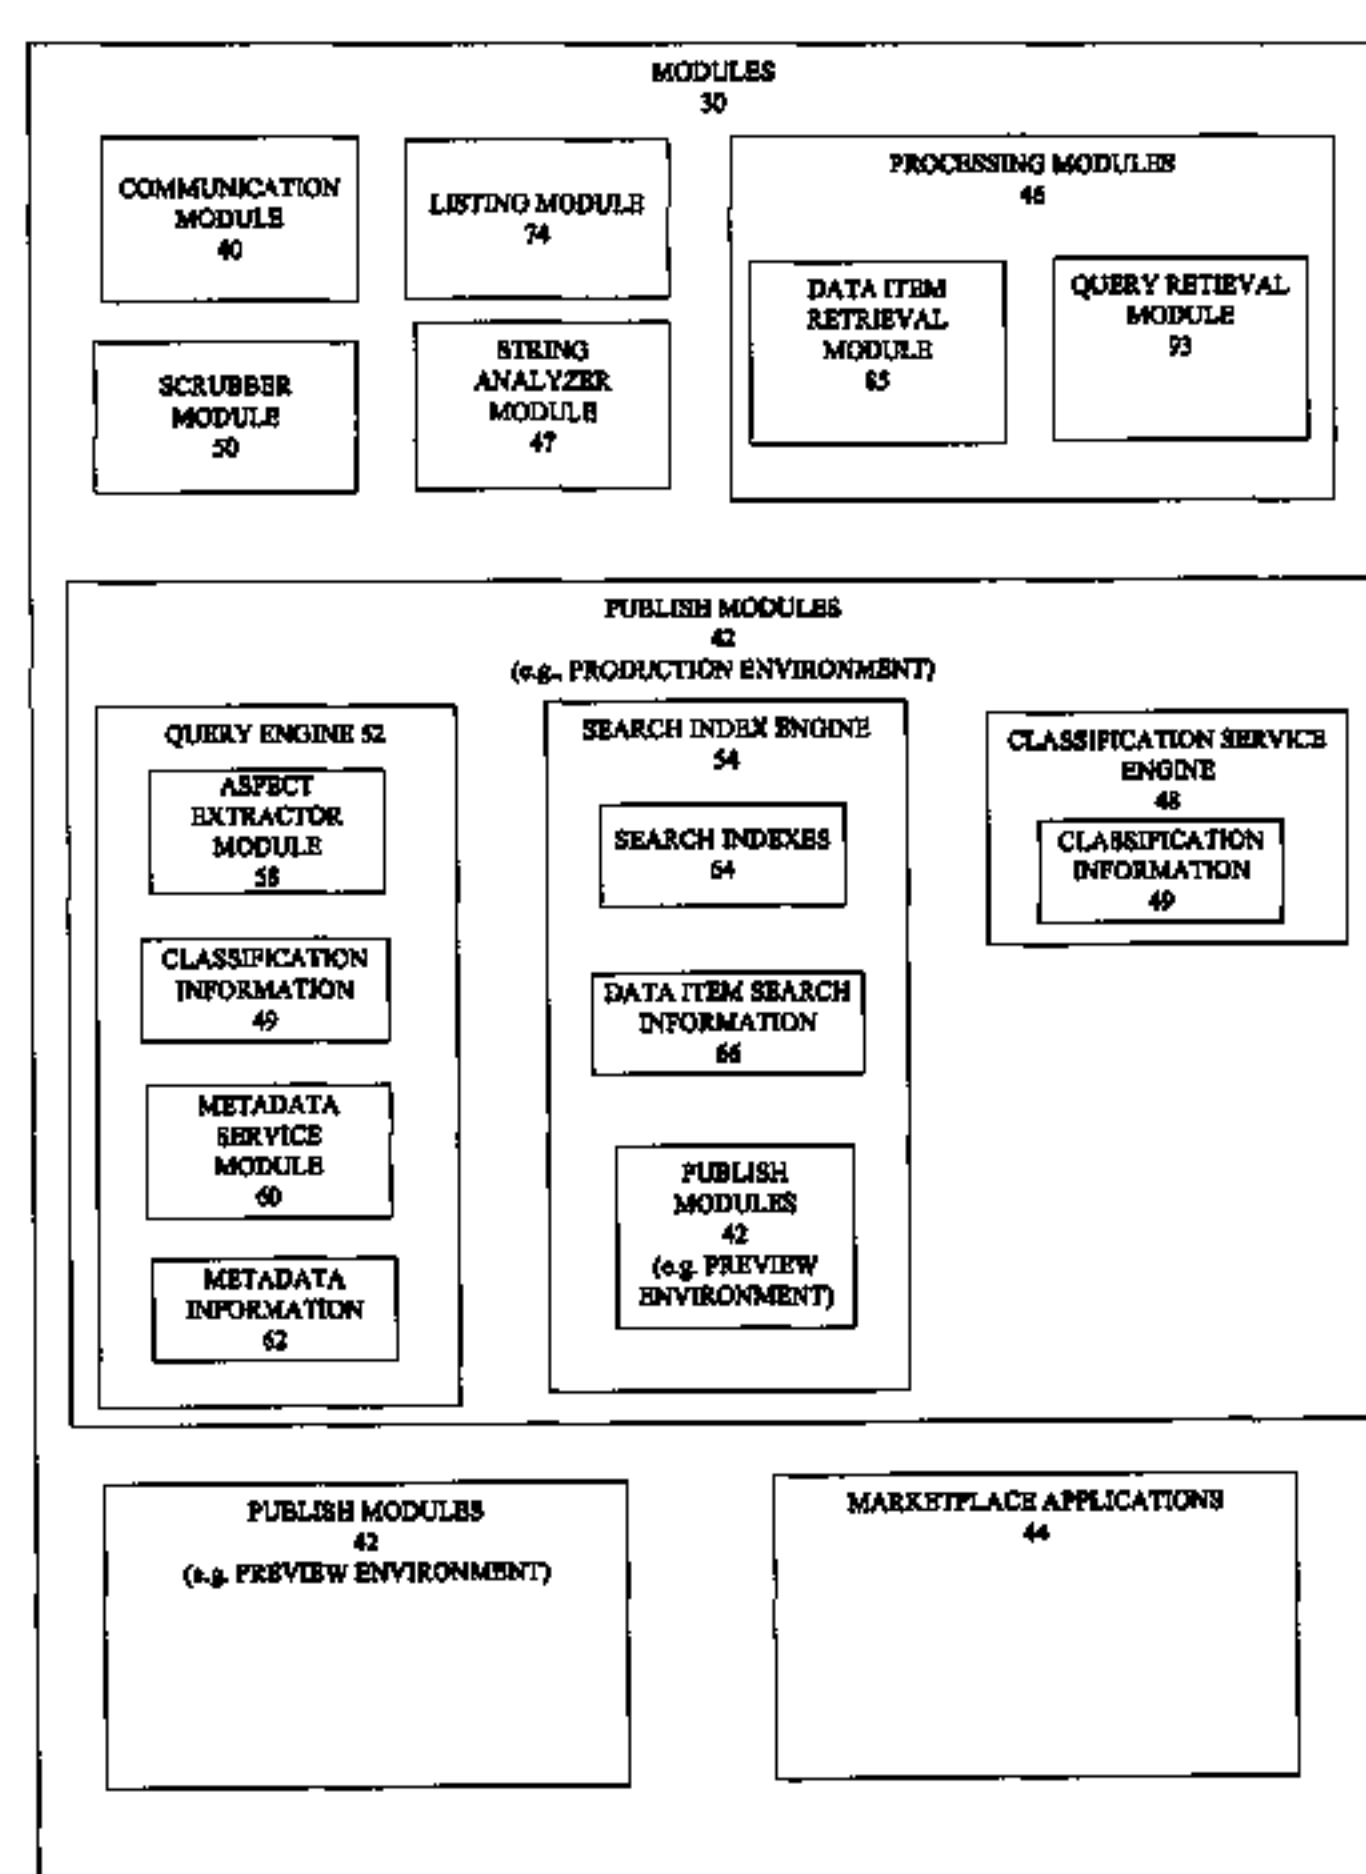 MODULES
30
COMMUNICATION
MODULE
40
LISTING MODULE
74
PROCESSING MODULES
46
DATA ITEM
RETRIEVAL
MODULE
85
QUERY RETIEVAL
MODULE
93
SCRUBBER
MODULE
50
STRING
ANALYZER
MODULE
47
PUBLISH MODULES
42
(e.g., PRODUCTION ENVIRONMENT)
QUERY ENGINE 52
ASPECT
EXTRACTOR
MODULE
58
CLASSIFICATION
INFORMATION
49
METADATA
SERVICE
MODULE
60
METADATA
INFORMATION
62
SEARCH INDEX ENGINE
54
SEARCH INDEXES
64
DATA ITEM SEARCH
INFORMATION
66
PUBLISH
MODULES
42
(e.g. PREVIEW
ENVIRONMENT)
CLASSIFICATION SERVICE
ENGINE
48
CLASSIFICATION
INFORMATION
49
PUBLISH MODULES
42
(e.g. PREVIEW ENVIRONMENT)
MARKETPLACE APPLICATIONS
44